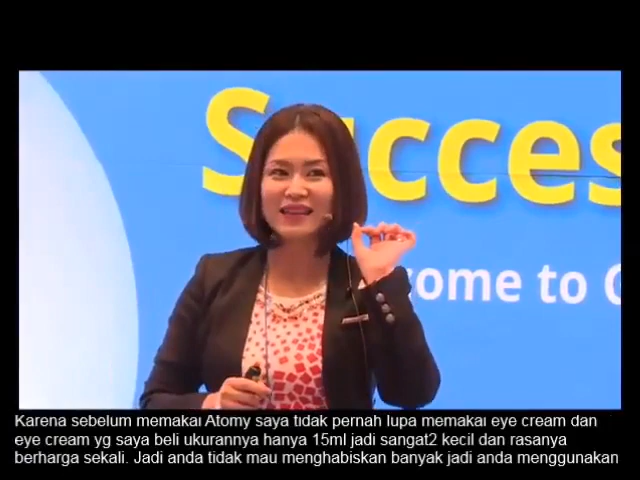 Success
ome to
Karena sebelum memakai Atomy saya tidak pernah lupa memakai eye cream dan
eye cream yg saya beli ukurannya hanya 15ml jadi sangat2 kecil dan rasanya
berharga sekali. Jadi anda tidak mau menghabiskan banyak jadi anda menggunakan